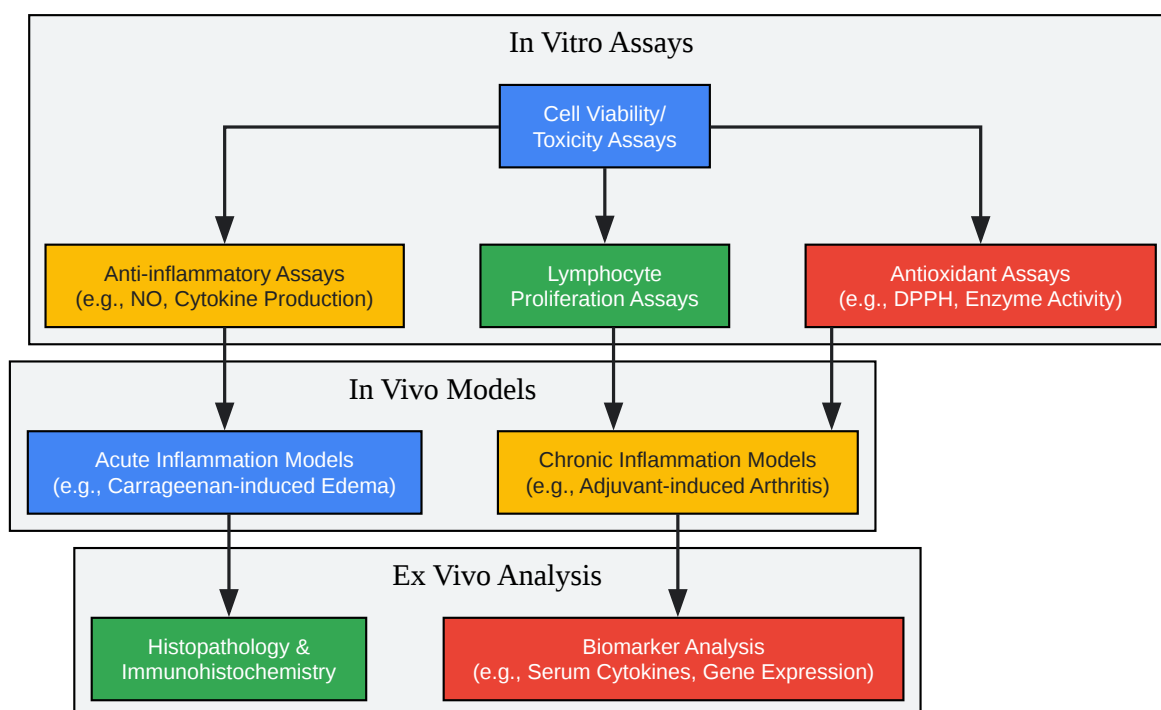 In Vitro Assays
Cell Viability/
Toxicity Assays
Anti-inflammatory Assays
(e.g., NO, Cytokine Production)
Lymphocyte
Proliferation Assays
Antioxidant Assays
(e.g., DPPH, Enzyme Activity)
In Vivo Models
Acute Inflammation Models
(e.g., Carrageenan-induced Edema)
Chronic Inflammation Models
(e.g., Adjuvant-induced Arthritis)
Ex Vivo Analysis
Histopathology &
Immunohistochemistry
Biomarker Analysis
(e.g., Serum Cytokines, Gene Expression)